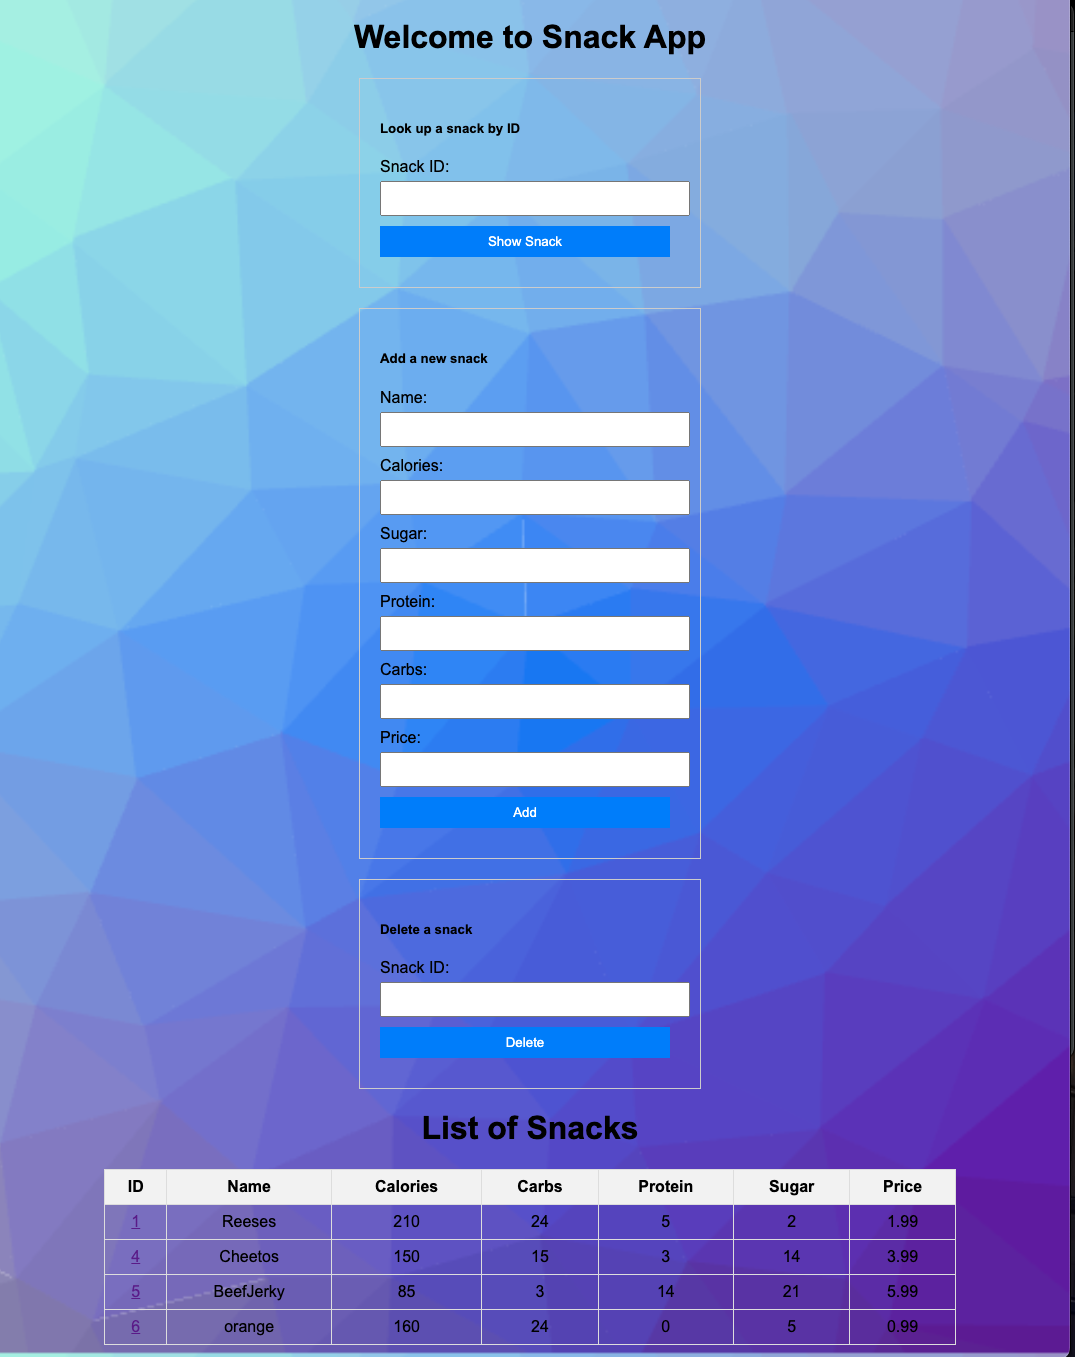 Welcome to Snack App
Look up a snack by ID
Snack ID:
Show Snack
Add a new snack
Name:
Calories:
Sugar:
Protein:
Carbs:
Price:
Add
Delete a snack
Snack ID:
Delete
List of Snacks
ID Name Calories Carbs Protein Sugar Price
1 Reeses 210 24 5 2 1.99
4 Cheetos 150 15 3 14 3.99
5 BeefJerky 85 3 14 21 5.99
6 orange 160 24 0 5 0.99